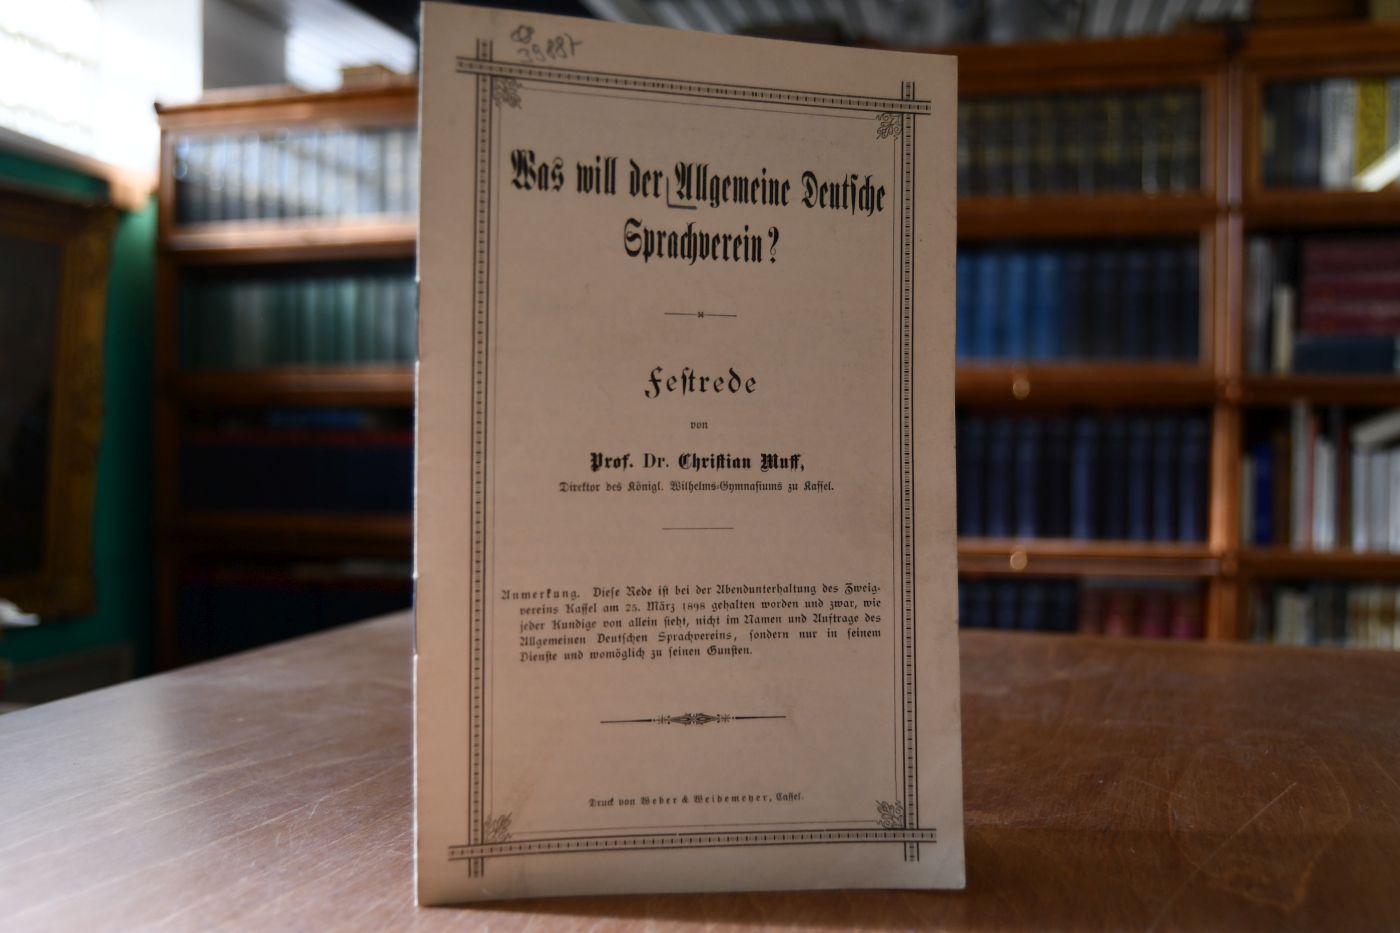 Was will der Allgemeine Deutsche
Sprachverein?
Festrede
von
Prof. Dr. Christian Muff,
Direktor des Königl. Wilhelms-Gymnasiums zu Kassel.
Anmerkung. Diese Rede ist bei der Abendunterhaltung des Zweig-
vereins Kassel am 25. März 1898 gehalten worden und zwar, wie
jeder Kundige von allein sieht, nicht im Namen und Auftrage des
Allgemeinen Deutschen Sprachvereins, sondern nur in seinem
Dienste und womöglich zu seinen Gunsten.
Druck von Weber & Weidemeyer, Cassel.